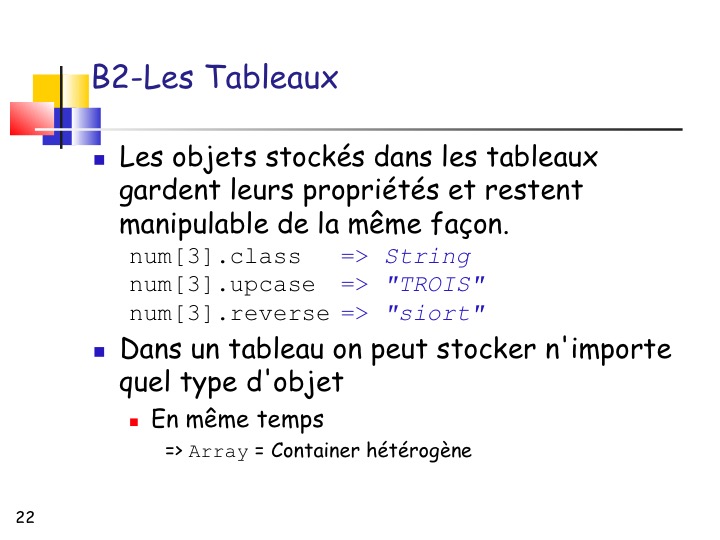 B2-Les Tableaux
Les objets stockés dans les tableaux
gardent leurs propriétés et restent
manipulable de la même façon.
num[3].class => String
num[3].upcase => "TROIS"
num[3].reverse => "siort"
Dans un tableau on peut stocker n'importe
quel type d'objet
En même temps
=> Array = Container hétérogène
22